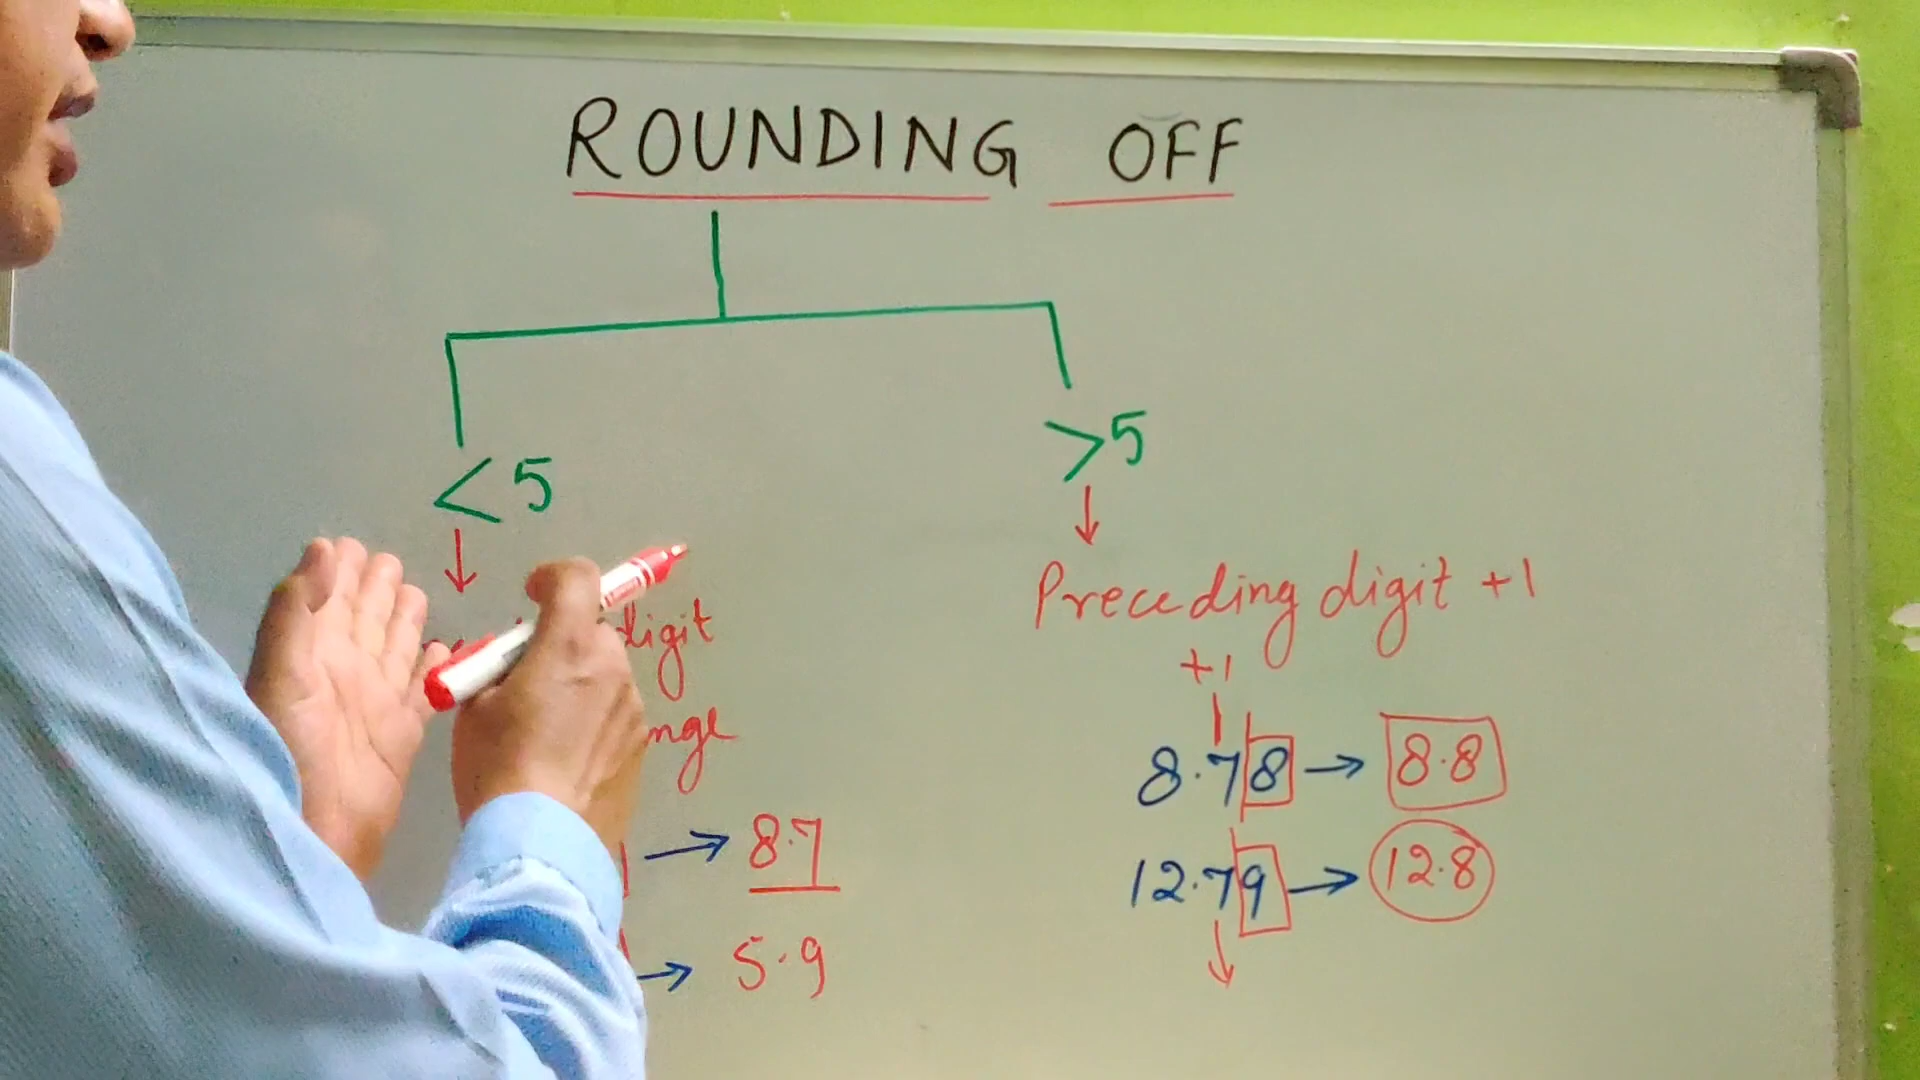 ROUNDING OFF
< 5
>5
digit
Preceding digit +1
+1
8.78 → 8.8
12.79 → 12.8
→ 8.7
→ 5.9